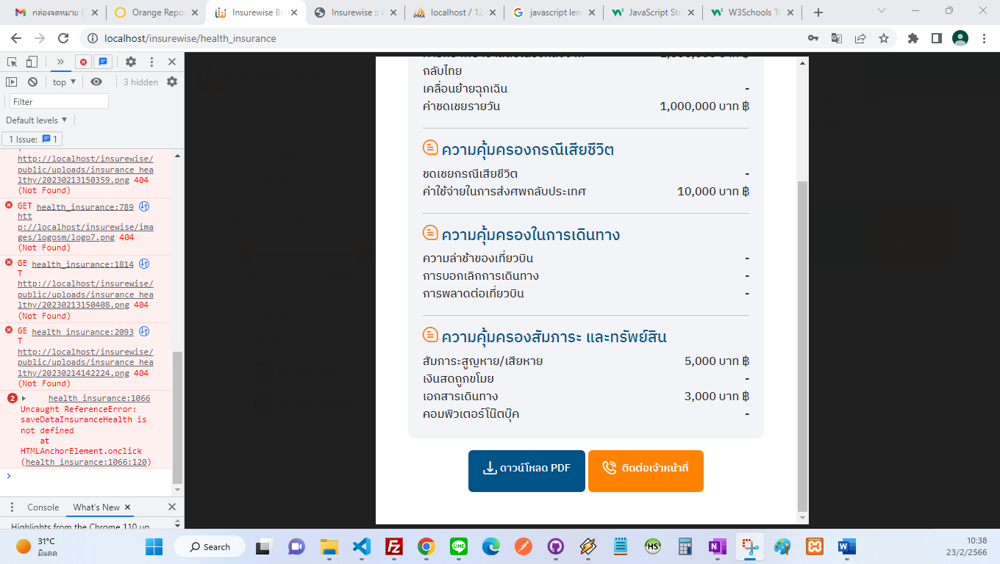 กล่องจดหมาย (
Orange Repo
Insurewise Br
Insurewise :: A
localhost / 12
javascript len
JavaScript Str
W3Schools Tr
localhost/insurewise/health_insurance
top
3 hidden
Filter
Default levels
1 Issue: 1
http://localhost/insurewise/
public/uploads/insurance_hea
lthy/20230213150359.png 404
(Not Found)
GET health_insurance:789
htt
p://localhost/insurewise/ima
ges/logosm/logo7.png 404
(Not Found)
GE health_insurance:1814
T
http://localhost/insurewise/
public/uploads/insurance_hea
lthy/20230213150408.png 404
(Not Found)
GE health_insurance:2093
T
http://localhost/insurewise/
public/uploads/insurance_hea
lthy/20230214142224.png 404
(Not Found)
2 health_insurance:1066
Uncaught ReferenceError:
saveDataInsuranceHealth is
not defined
at
HTMLAnchorElement.onclick
(health_insurance:1066:120)
Console
What's New
Highlights from the Chrome 110 up
กลับไทย
เคลื่อนย้ายฉุกเฉิน -
ค่าชดเชยรายวัน 1,000,000 บาท ฿
ความคุ้มครองกรณีเสียชีวิต
ชดเชยกรณีเสียชีวิต -
ค่าใช้จ่ายในการส่งศพกลับประเทศ 10,000 บาท ฿
ความคุ้มครองในการเดินทาง
ความล่าช้าของเที่ยวบิน -
การบอกเลิกการเดินทาง -
การพลาดต่อเที่ยวบิน -
ความคุ้มครองสัมภาระ และทรัพย์สิน
สัมภาระสูญหาย/เสียหาย 5,000 บาท ฿
เงินสดถูกขโมย -
เอกสารเดินทาง 3,000 บาท ฿
คอมพิวเตอร์โน๊ตบุ๊ค -
ดาวน์โหลด PDF
ติดต่อเจ้าหน้าที่
31°C
มีแดด
Search
10:38
23/2/2566